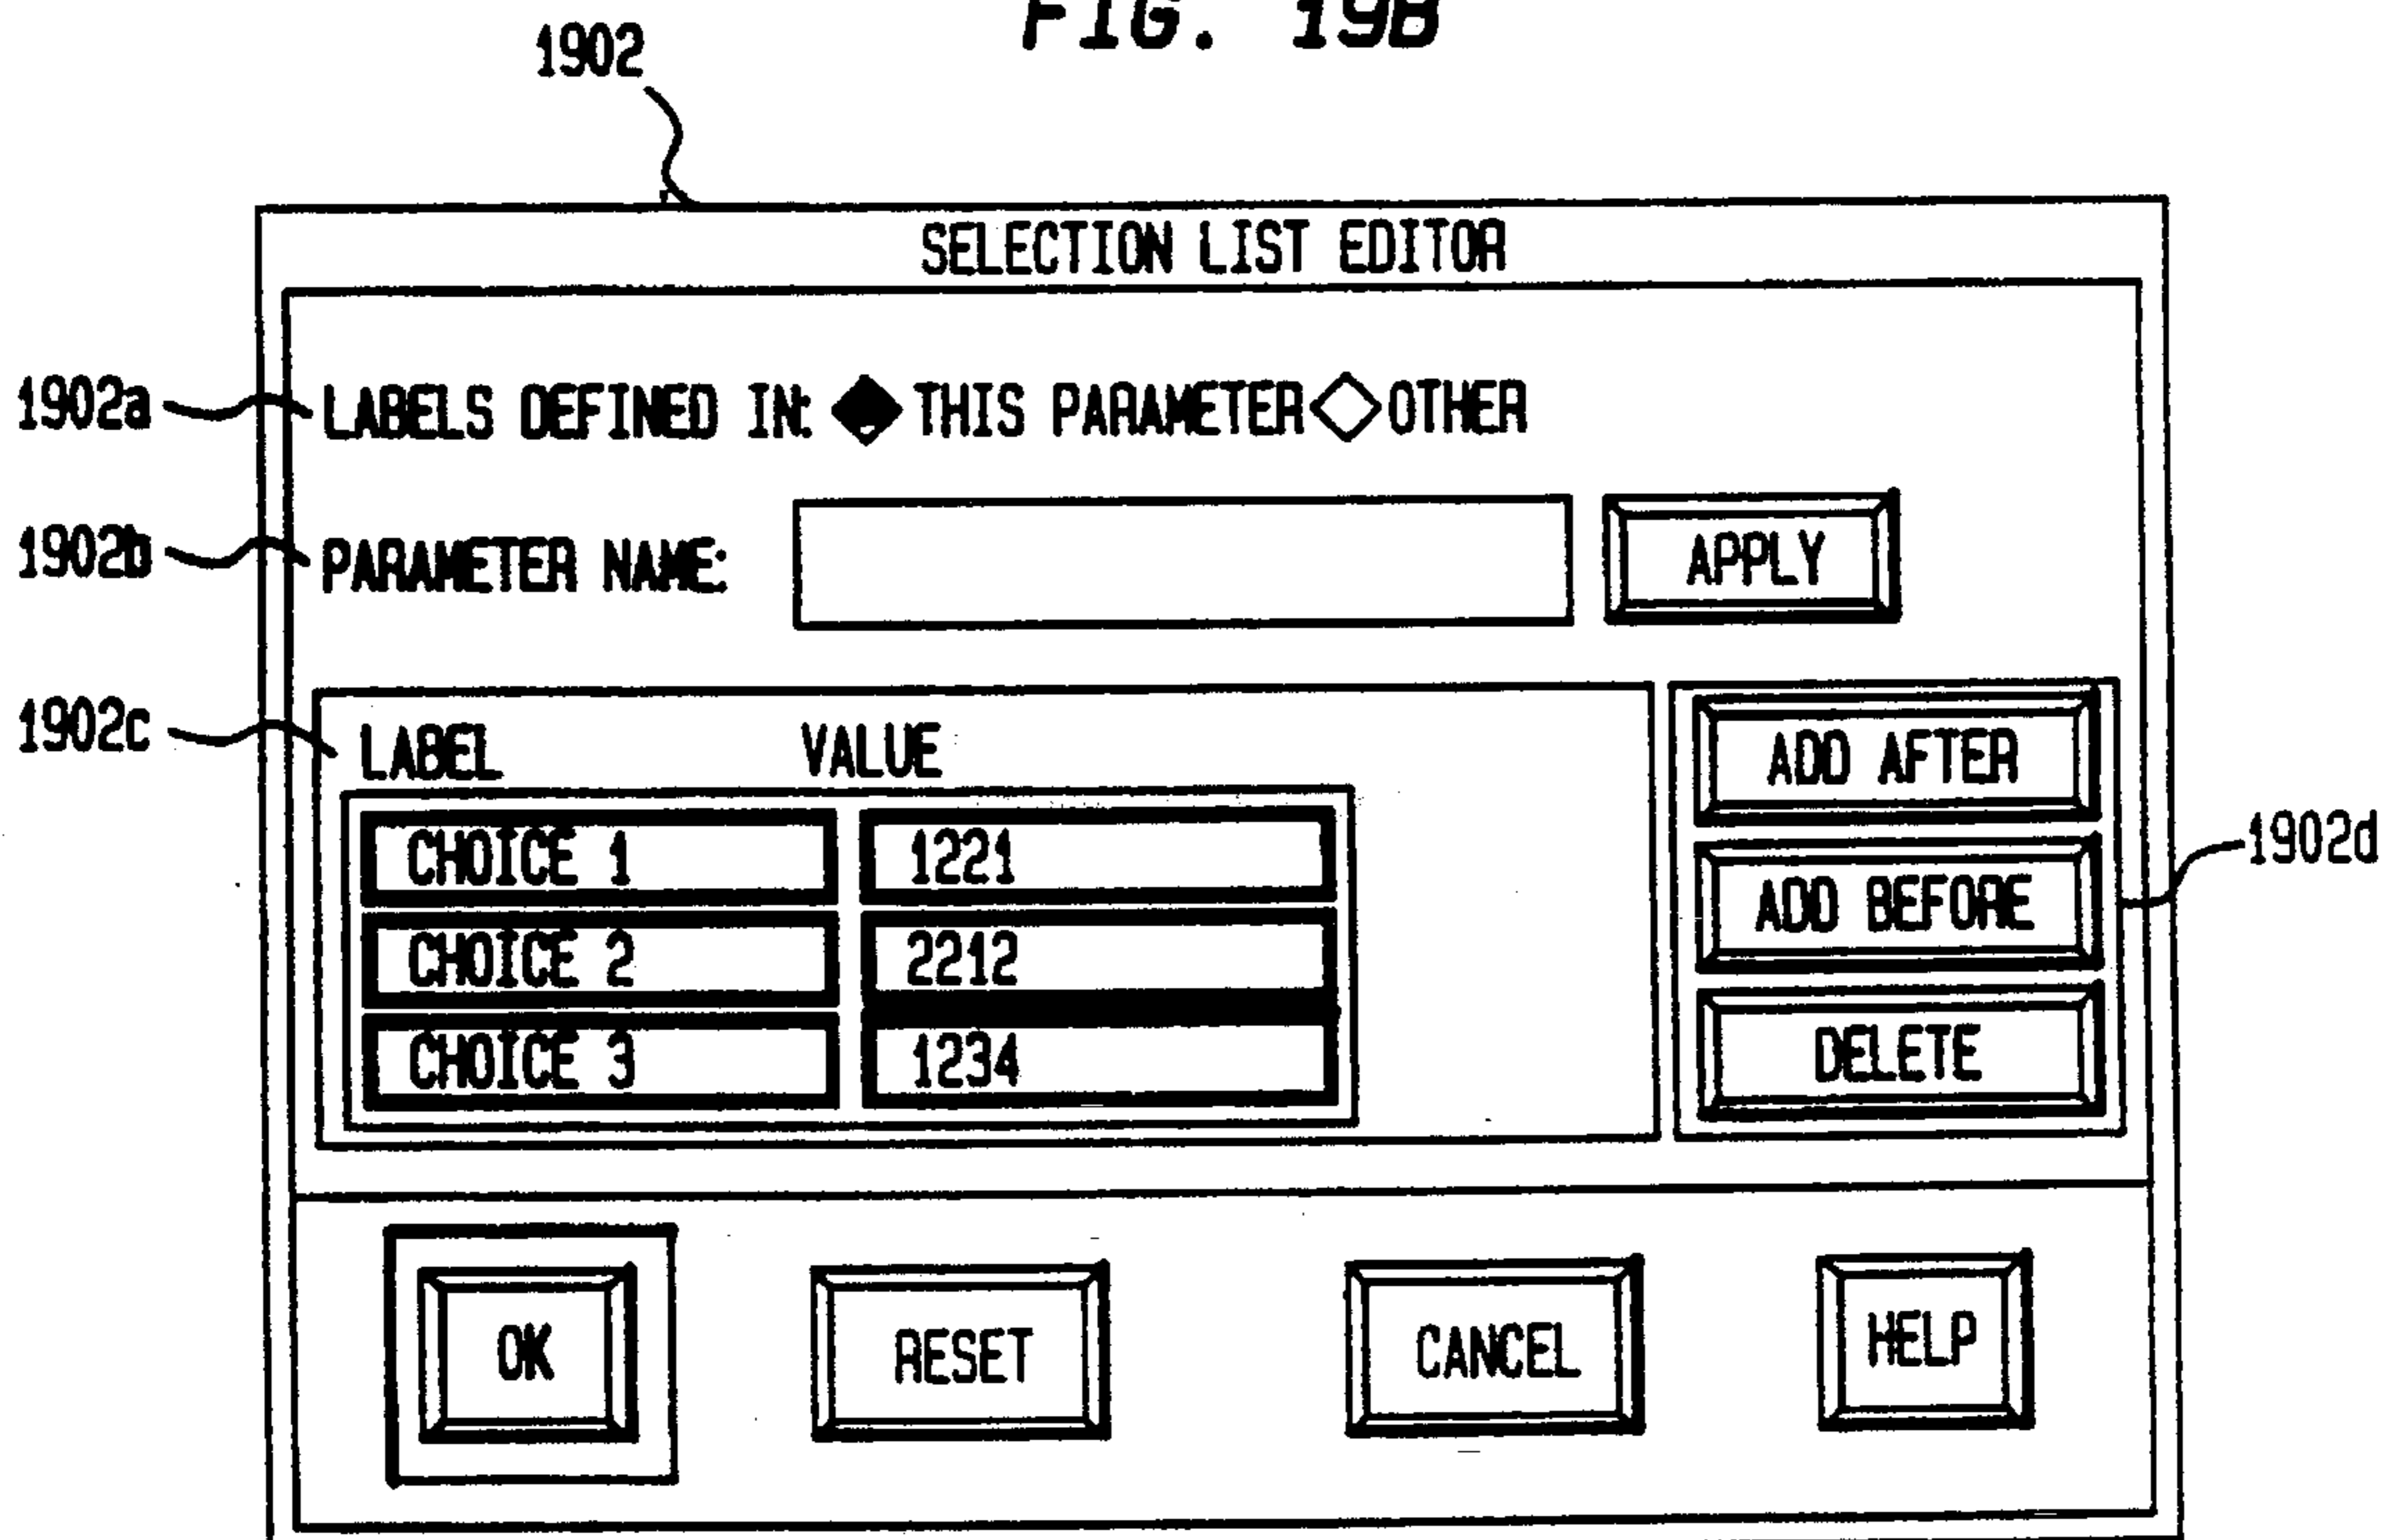 FIG. 19B
1902
SELECTION LIST EDITOR
1902a LABELS DEFINED IN: THIS PARAMETER OTHER
1902b PARAMETER NAME: APPLY
1902c LABEL VALUE
ADD AFTER
CHOICE 1 1221
ADD BEFORE 1902d
CHOICE 2 2212
CHOICE 3 1234
DELETE
OK RESET CANCEL HELP